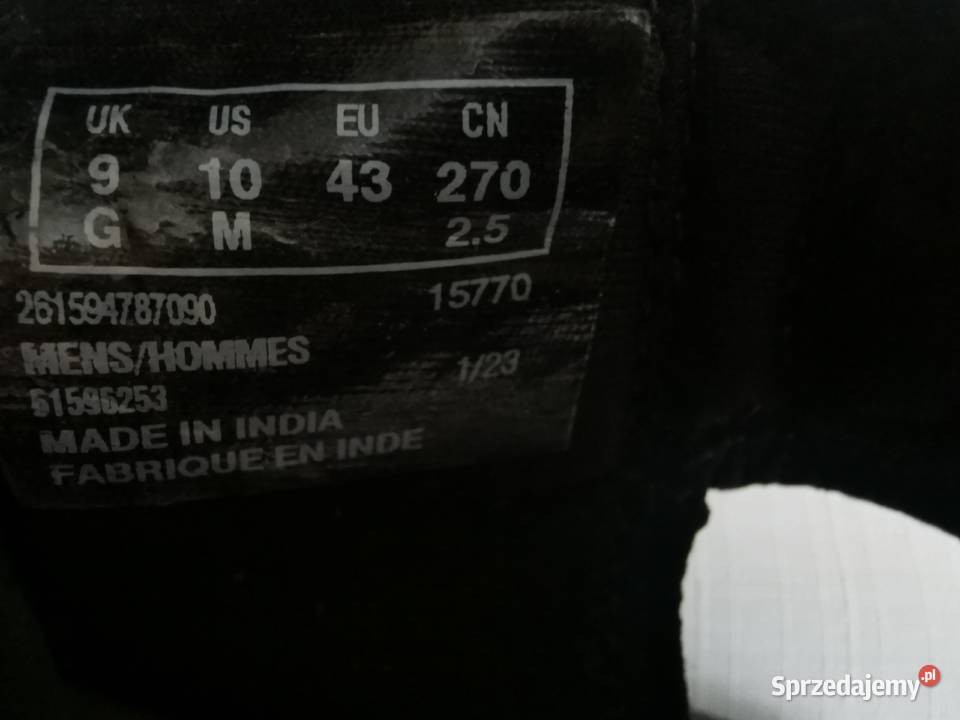 UK US EU CN
9 10 43 270
G M 2.5
261594787090 15770
MENS/HOMMES 1/23
61596253
MADE IN INDIA
FABRIQUE EN INDE
Sprzedajemy.pl